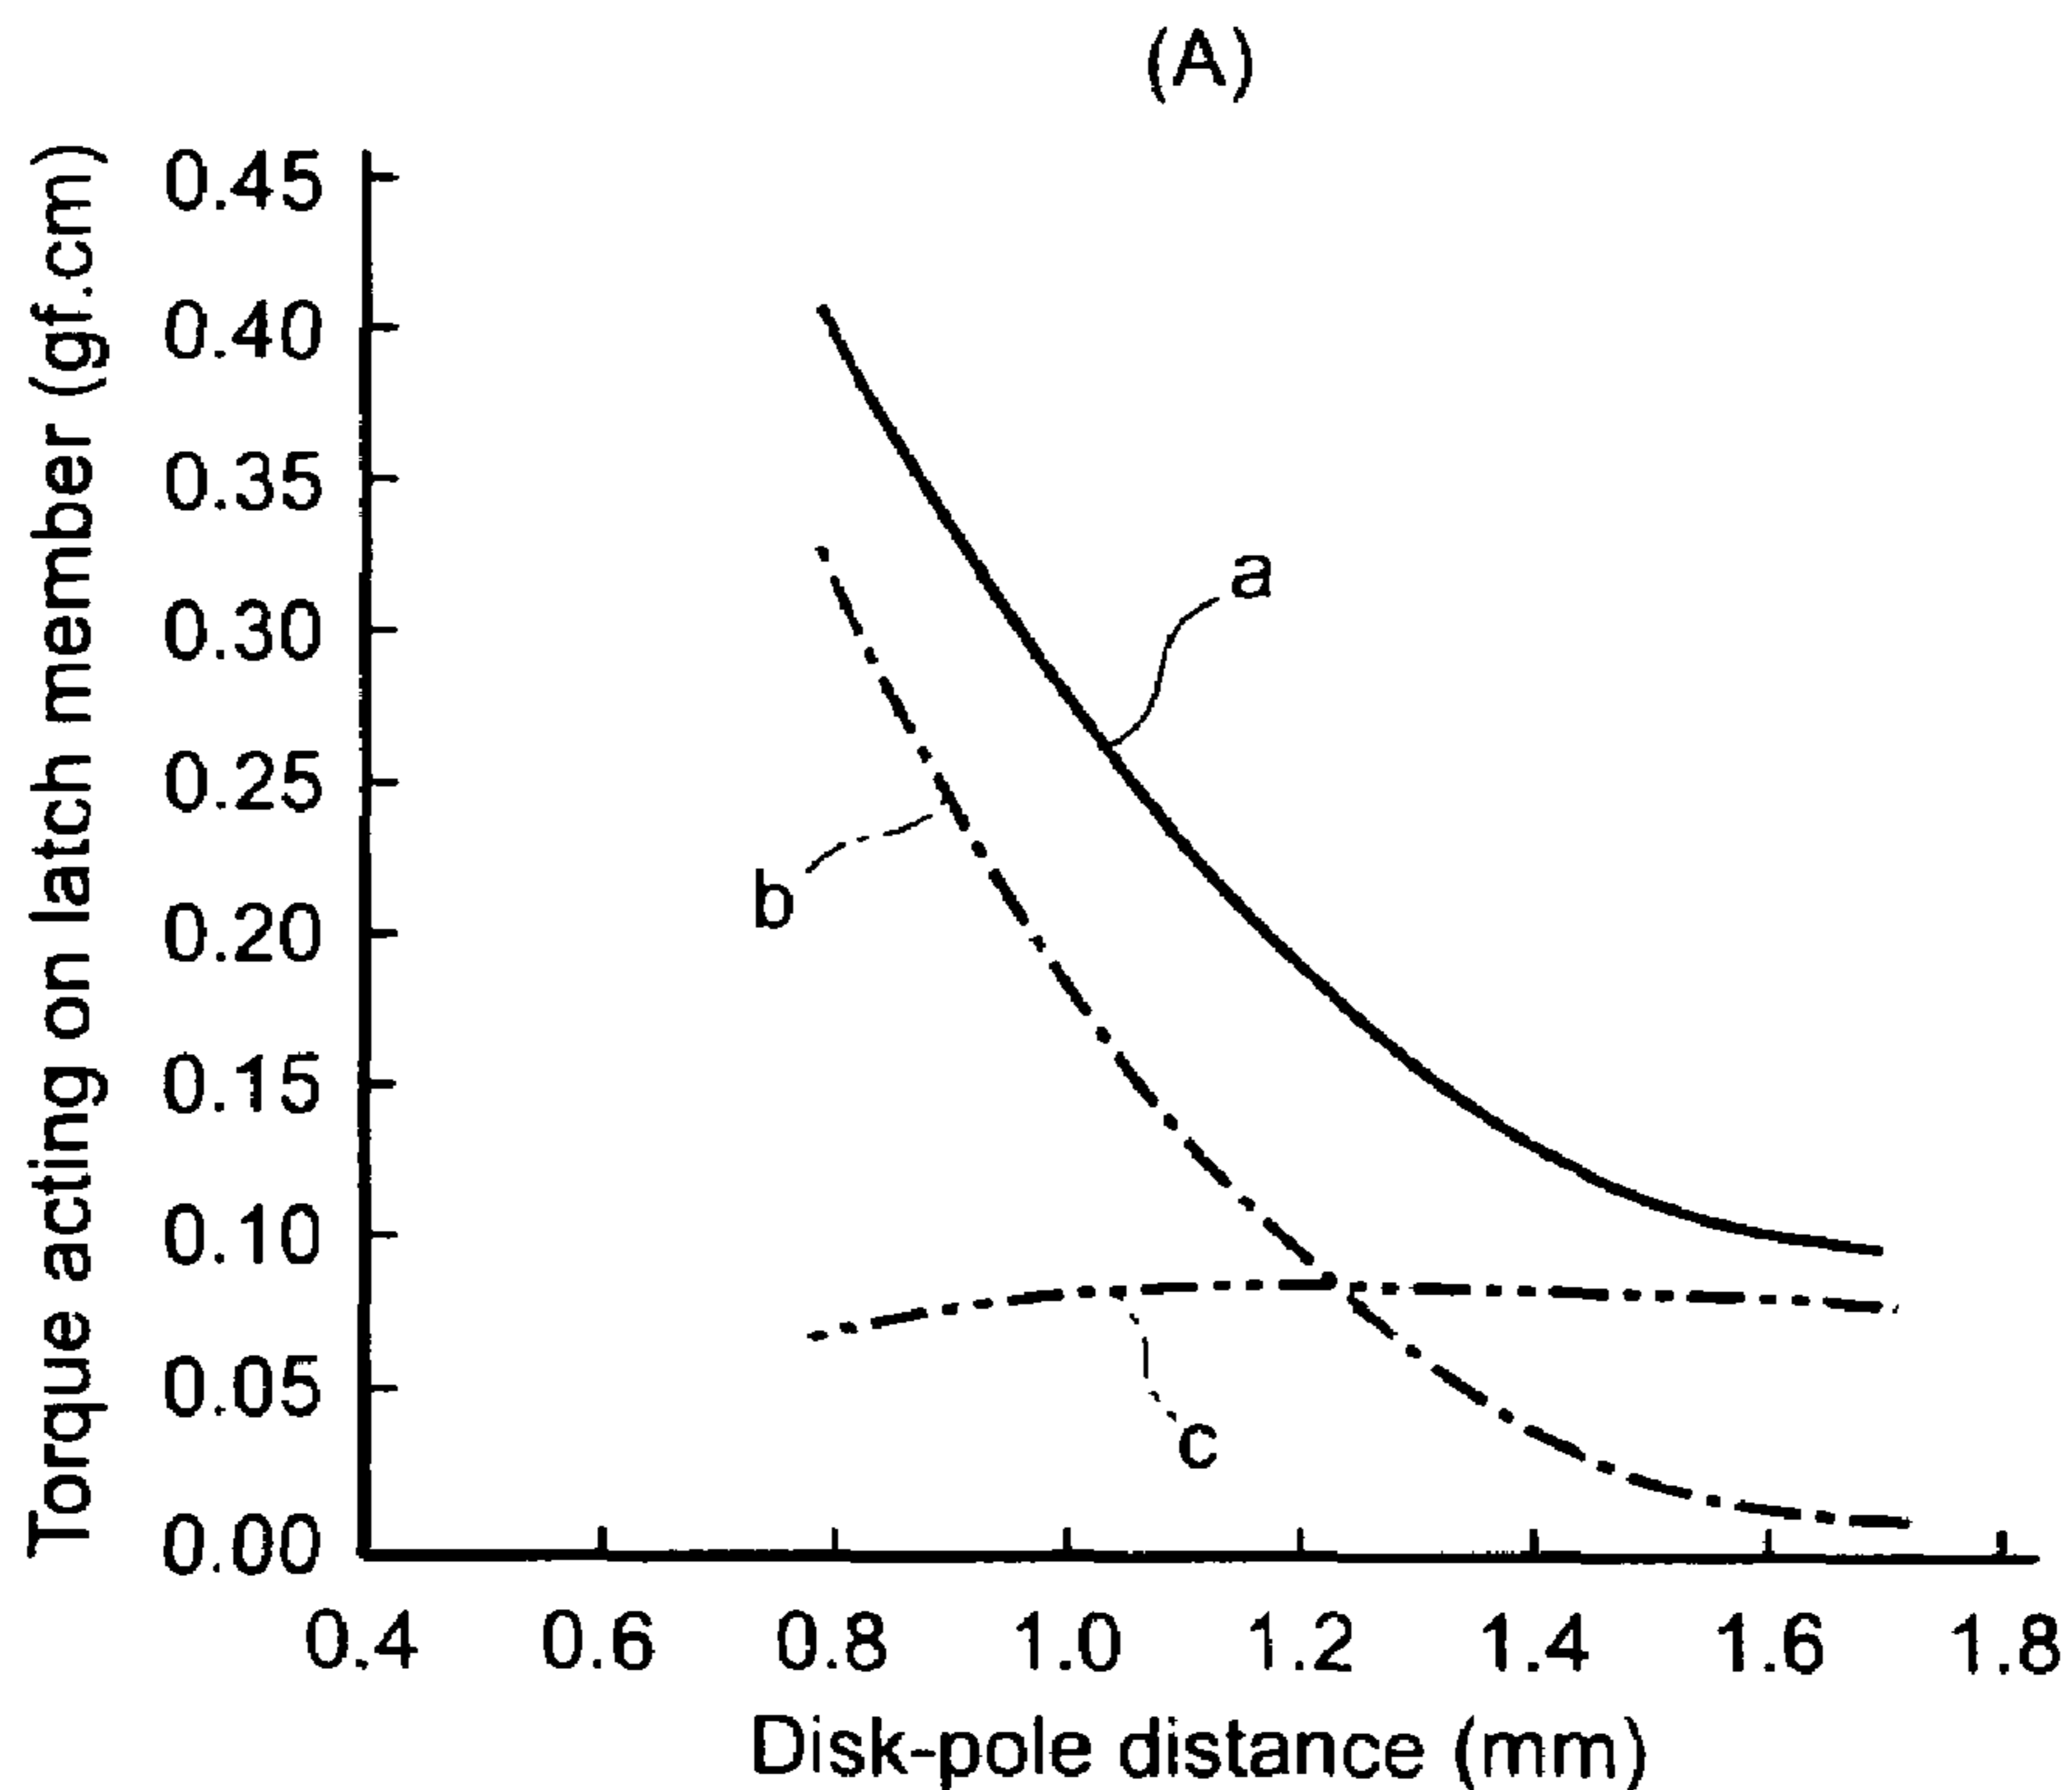 (A)
Torque acting on latch member (gf.cm)
0.45
0.40
0.35
0.30
0.25
0.20
0.15
0.10
0.05
0.00
a
b
c
0.4 0.6 0.8 1.0 1.2 1.4 1.6 1.8
Disk-pole distance (mm)